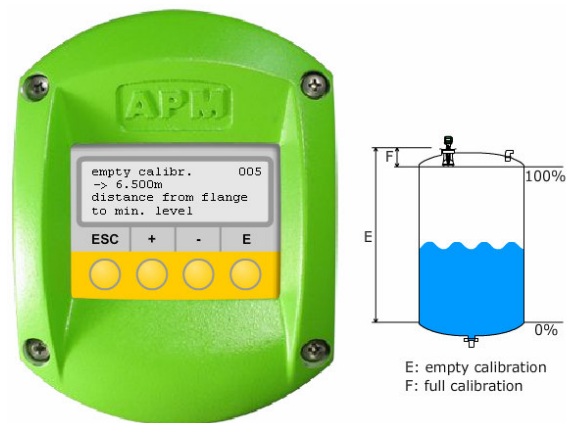 APM
empty calibr. 005
-> 6.500m
distance from flange
to min. level
ESC + - E
F
100%
E
0%
E: empty calibration
F: full calibration